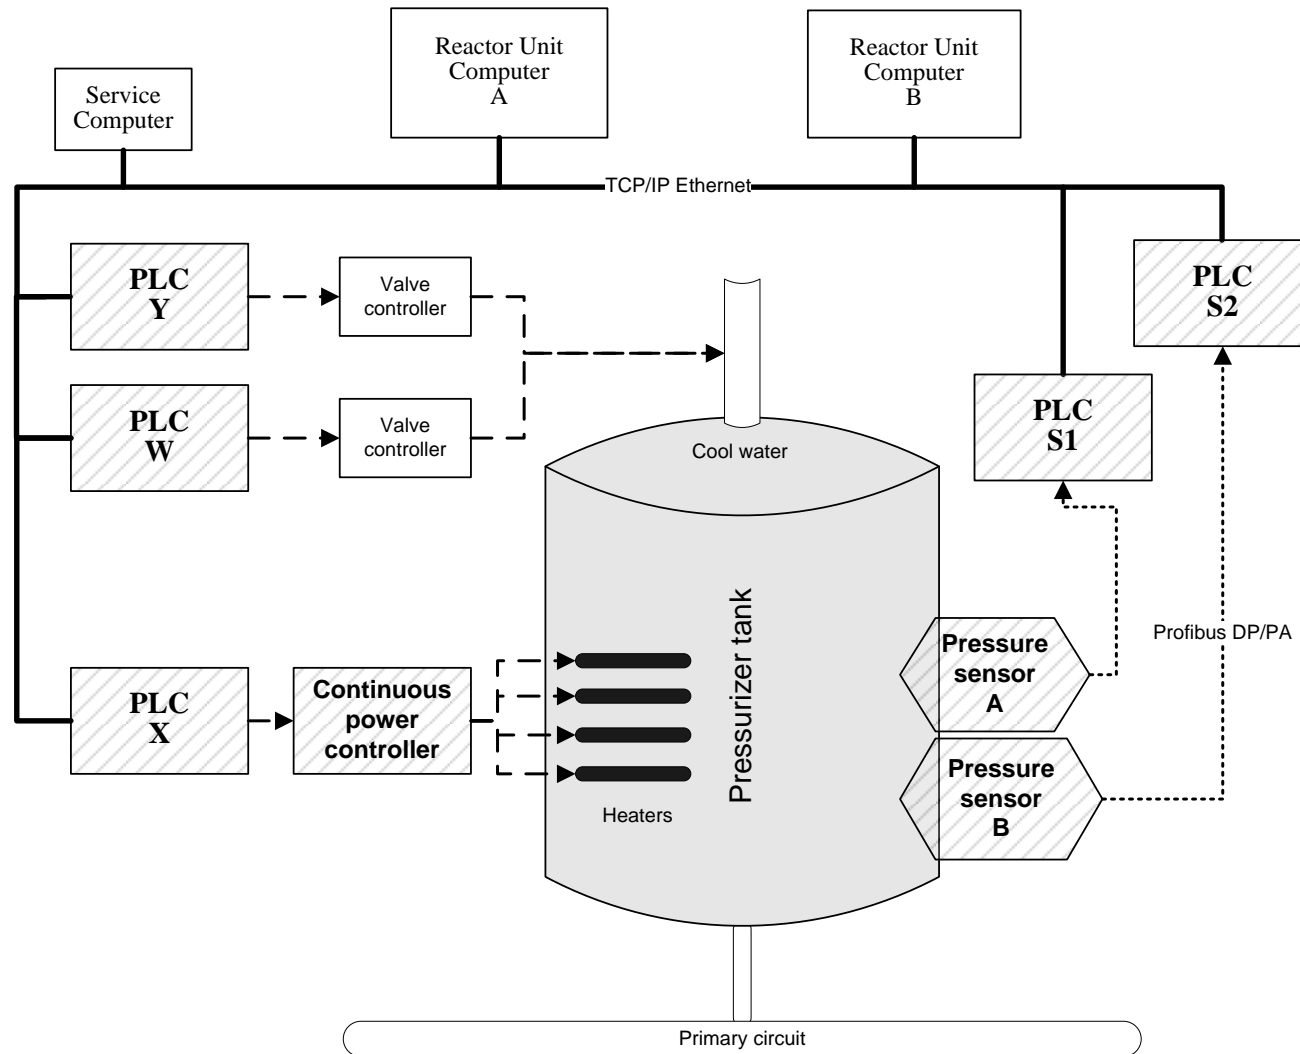 Reactor Unit
Computer
A
Reactor Unit
Computer
B
Service
Computer
TCP/IP Ethernet
PLC
Y
Valve
controller
PLC
S2
PLC
W
Valve
controller
PLC
S1
Cool water
Pressurizer tank
Profibus DP/PA
Pressure
sensor
A
PLC
X
Continuous
power
controller
Heaters
Pressure
sensor
B
Primary circuit